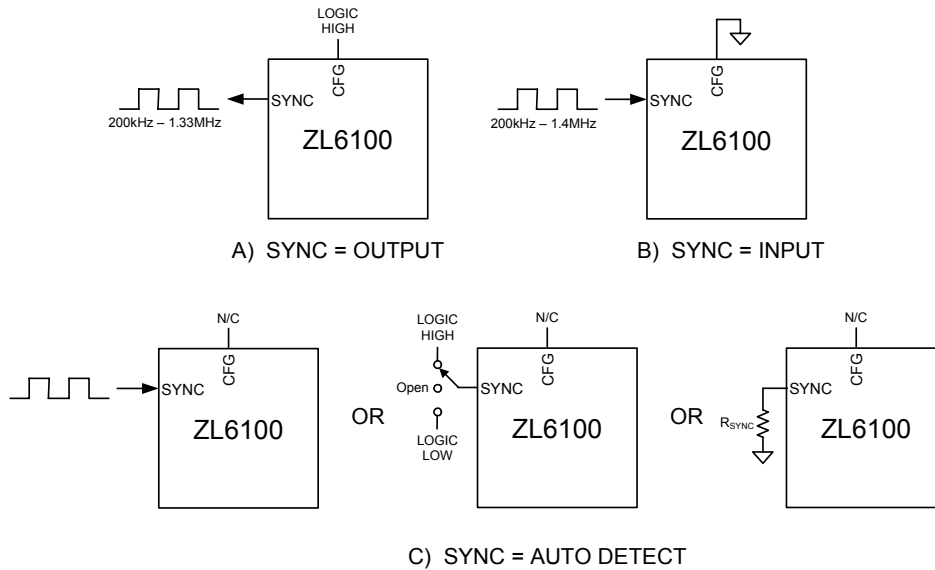 LOGIC
HIGH
CFG
SYNC
200kHz – 1.33MHz
ZL6100
A) SYNC = OUTPUT
CFG
SYNC
200kHz – 1.4MHz
ZL6100
B) SYNC = INPUT
N/C
CFG
SYNC
ZL6100
OR
LOGIC
HIGH
Open
LOGIC
LOW
N/C
CFG
SYNC
ZL6100
OR
N/C
CFG
SYNC
RSYNC
ZL6100
C) SYNC = AUTO DETECT